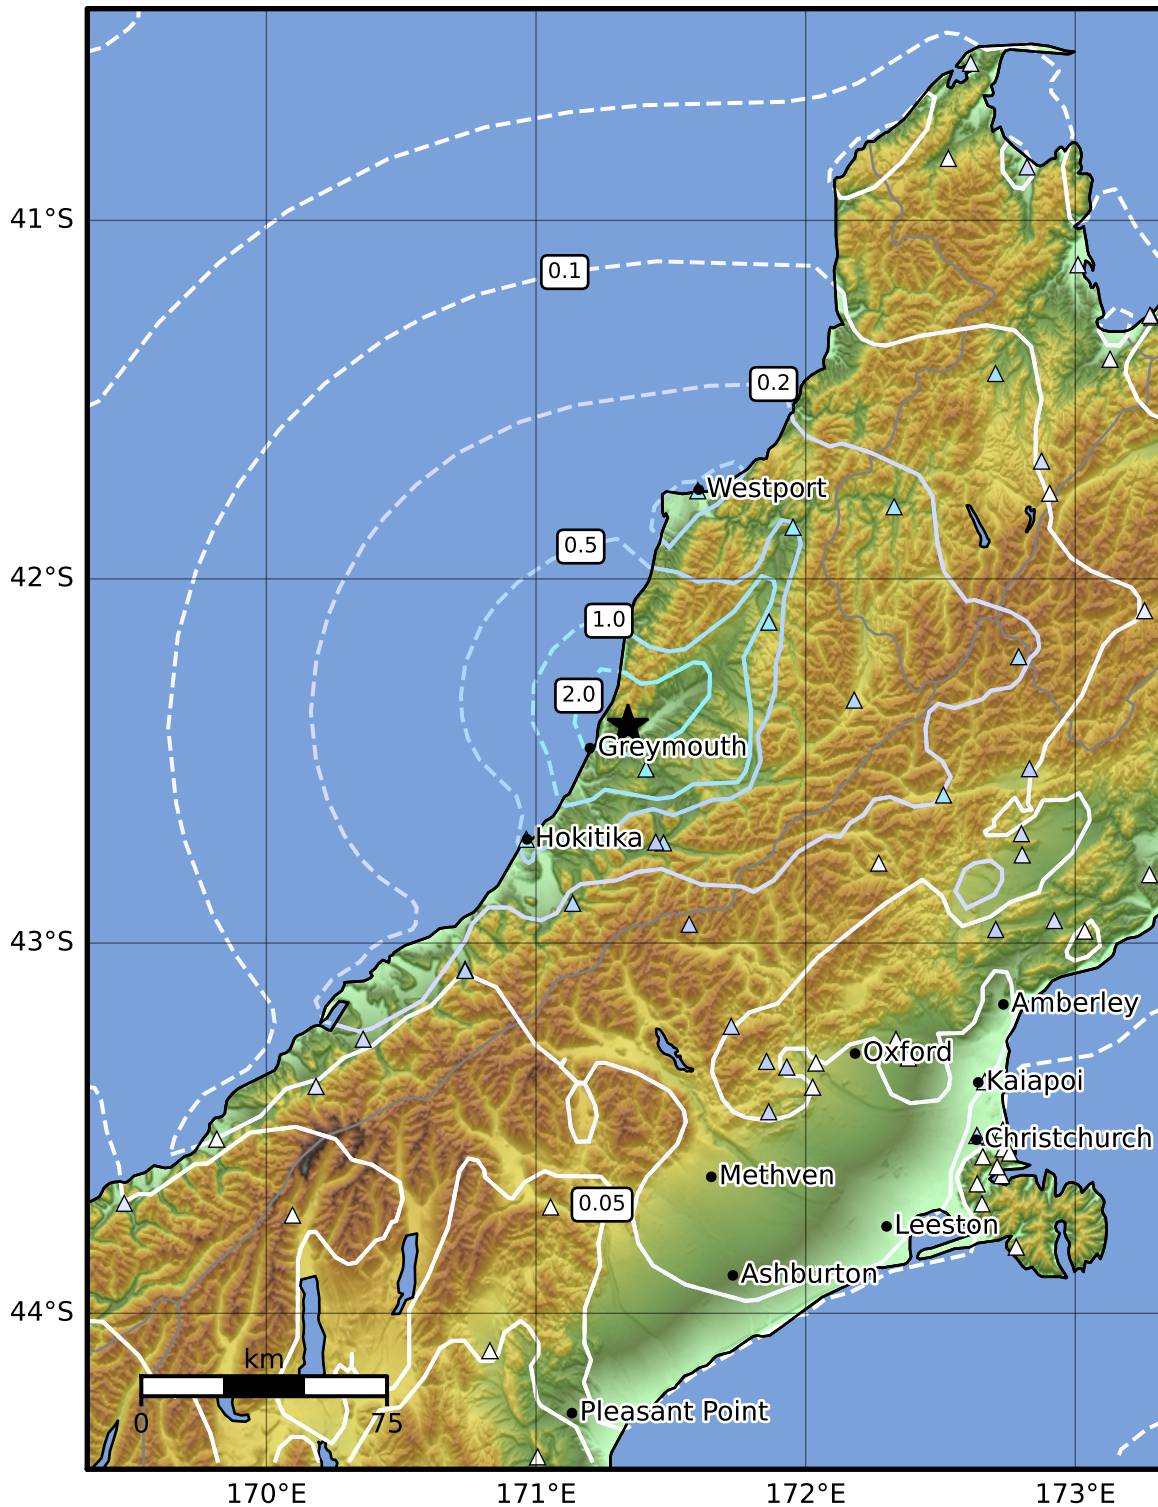 41°S
0.1
0.2
Westport
0.5
42°S
1.0
2.0
Greymouth
Hokitika
43°S
Amberley
Oxford
Kaiapoi
Christchurch
Methven
0.05
Leeston
Ashburton
44°S
km
0
75
Pleasant Point
170°E
171°E
172°E
173°E